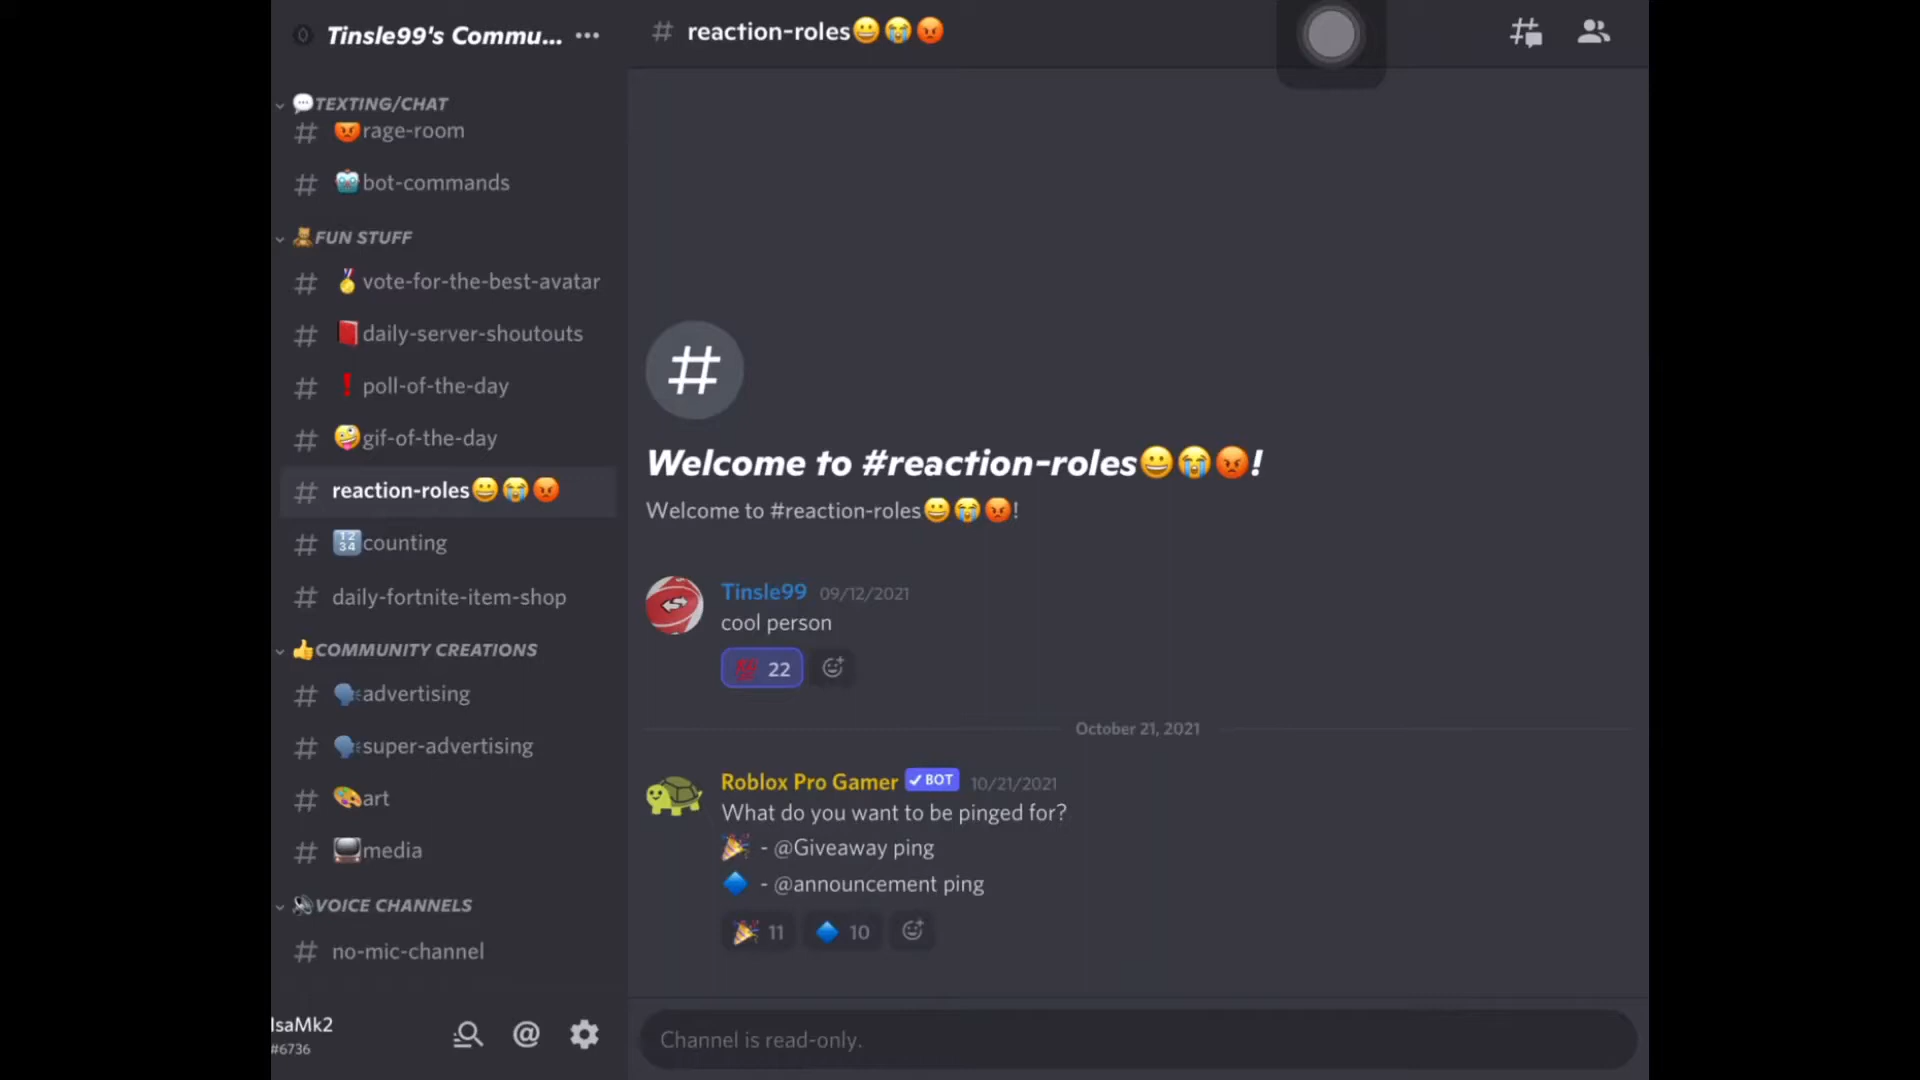 Tinsle99's Commu...
💬TEXTING/CHAT
# 😡rage-room
# 🤖bot-commands
🧸FUN STUFF
# 🏅vote-for-the-best-avatar
# 📕daily-server-shoutouts
# ❗poll-of-the-day
# 🤪gif-of-the-day
# reaction-roles😀😭😡
# 🔢counting
# daily-fortnite-item-shop
👍COMMUNITY CREATIONS
# 🗣advertising
# 🗣super-advertising
# 🎨art
# 📺media
🔊VOICE CHANNELS
# no-mic-channel
IsaMk2
#6736
# reaction-roles😀😭😡
Welcome to #reaction-roles😀😭😡!
Welcome to #reaction-roles😀😭😡!
Tinsle99 09/12/2021
cool person
💯 22
October 21, 2021
Roblox Pro Gamer ✓ BOT 10/21/2021
What do you want to be pinged for?
🎉 - @Giveaway ping
🔷 - @announcement ping
🎉 11 🔷 10
Channel is read-only.